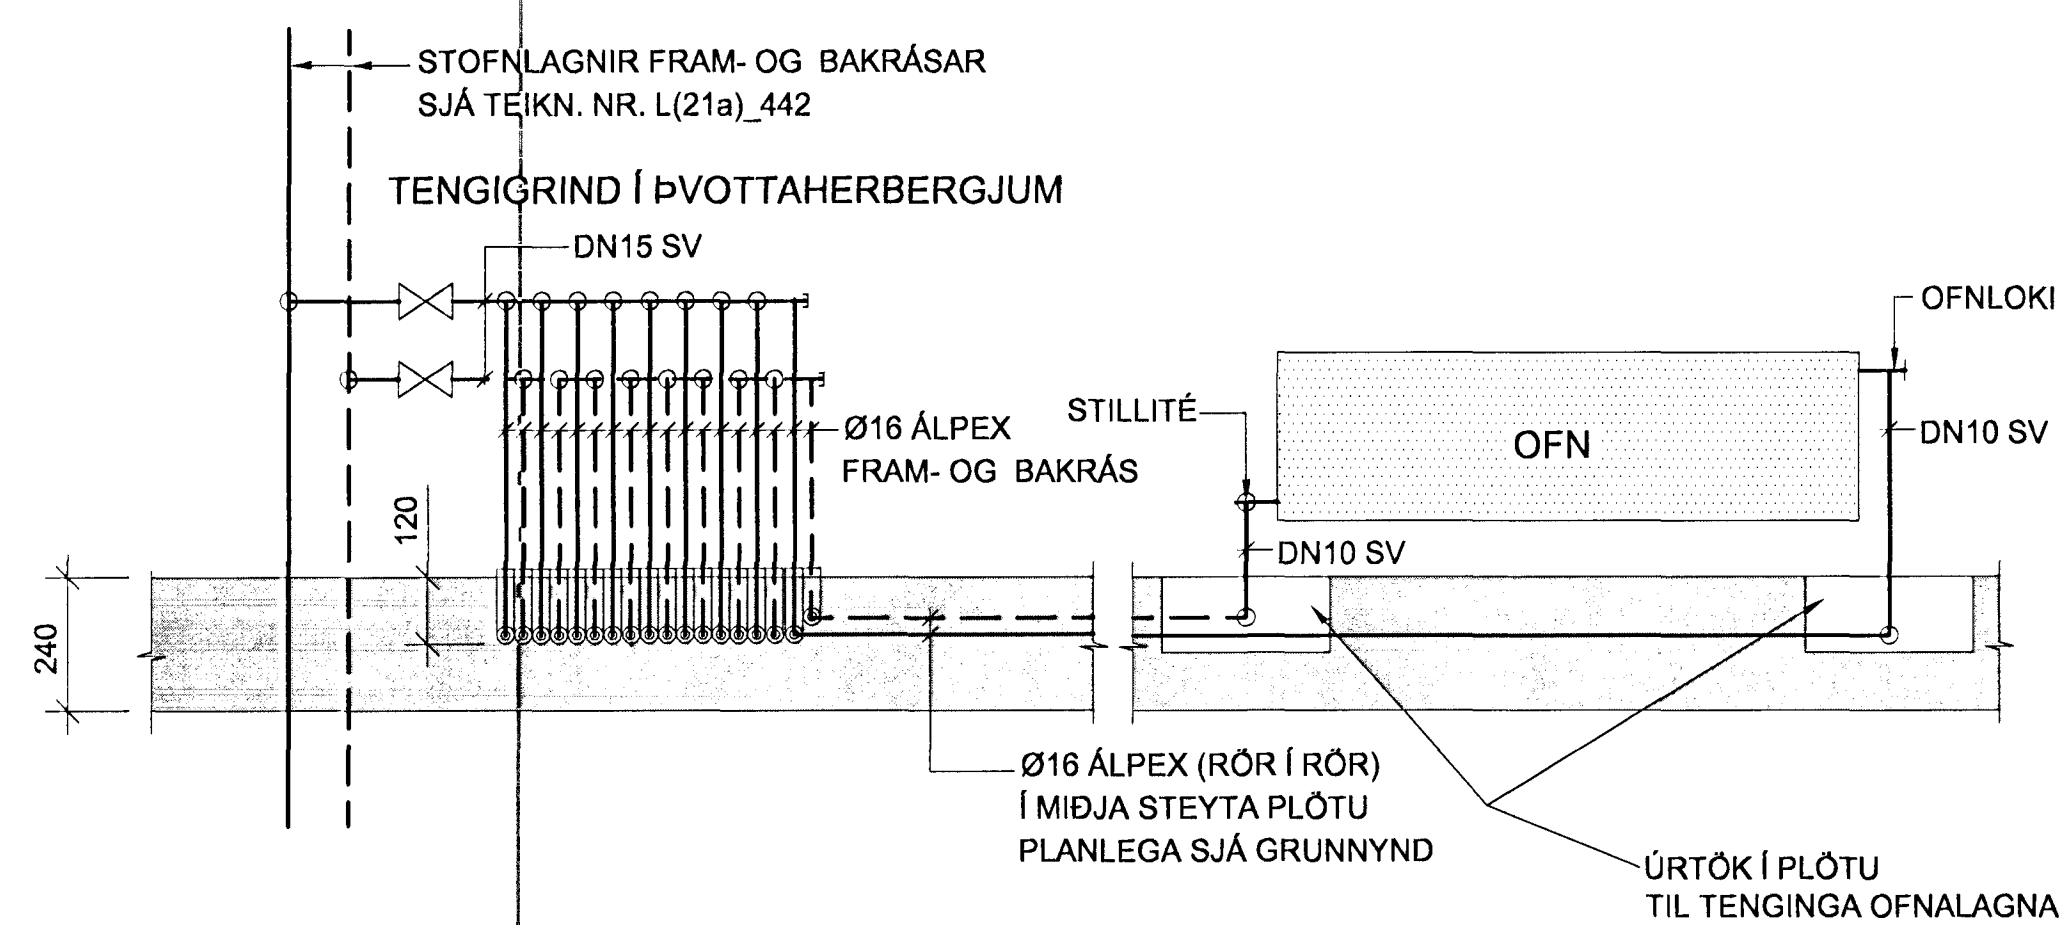 STOFNLAGNIR FRAM- OG BAKRÁSAR
SJÁ TEIKN. NR. L(21a)_442
TENGIGRIND Í ÞVOTTAHERBERGJUM
DN15 SV
OFNLOKI
STILLITÉ
Ø16 ÁLPEX
FRAM- OG BAKRÁS
OFN
DN10 SV
120
DN10 SV
240
Ø16 ÁLPEX (RÖR Í RÖR)
Í MIÐJA STEYTA PLÖTU
PLANLEGA SJÁ GRUNNYND
ÚRTÖK Í PLÖTU
TIL TENGINGA OFNALAGNA